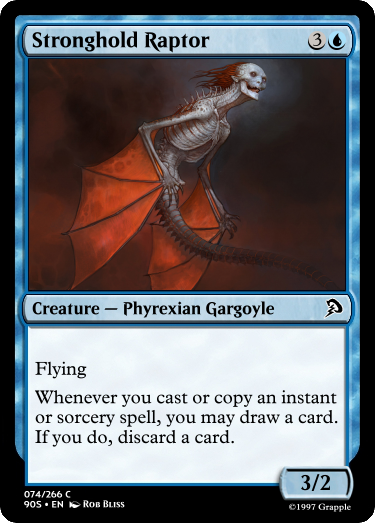 Stronghold Raptor 3
Creature — Phyrexian Gargoyle
Flying
Whenever you cast or copy an instant
or sorcery spell, you may draw a card.
If you do, discard a card.
3/2
074/266 C
90S • EN Rob Bliss
©1997 Grapple